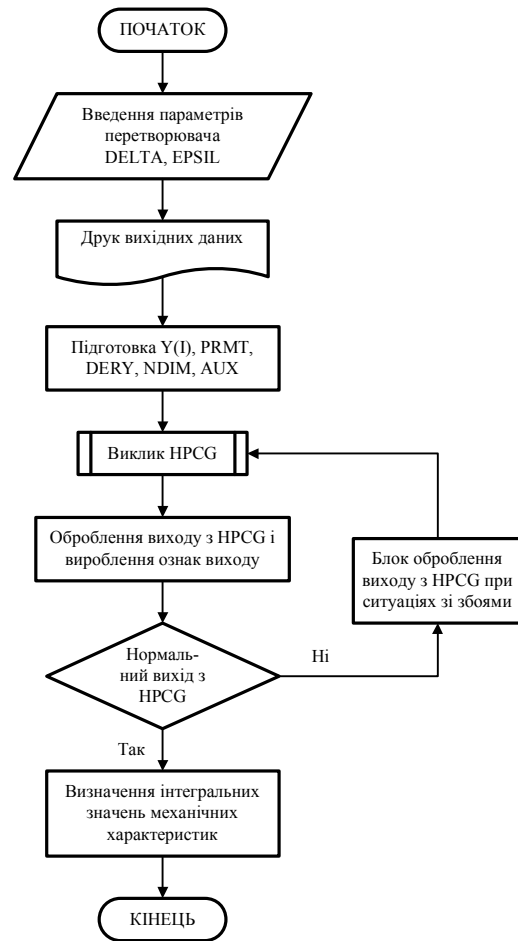 ПОЧАТОК
Введення параметрів
перетворювача
DELTA, EPSIL
Друк вихідних даних
Підготовка Y(I), PRMT,
DERY, NDIM, AUX
Виклик HPCG
Оброблення виходу з HPCG і
вироблення ознак виходу
Блок оброблення
виходу з HPCG при
ситуаціях зі збоями
Нормаль-
ний вихід з
HPCG
Ні
Так
Визначення інтегральних
значень механічних
характеристик
КІНЕЦЬ